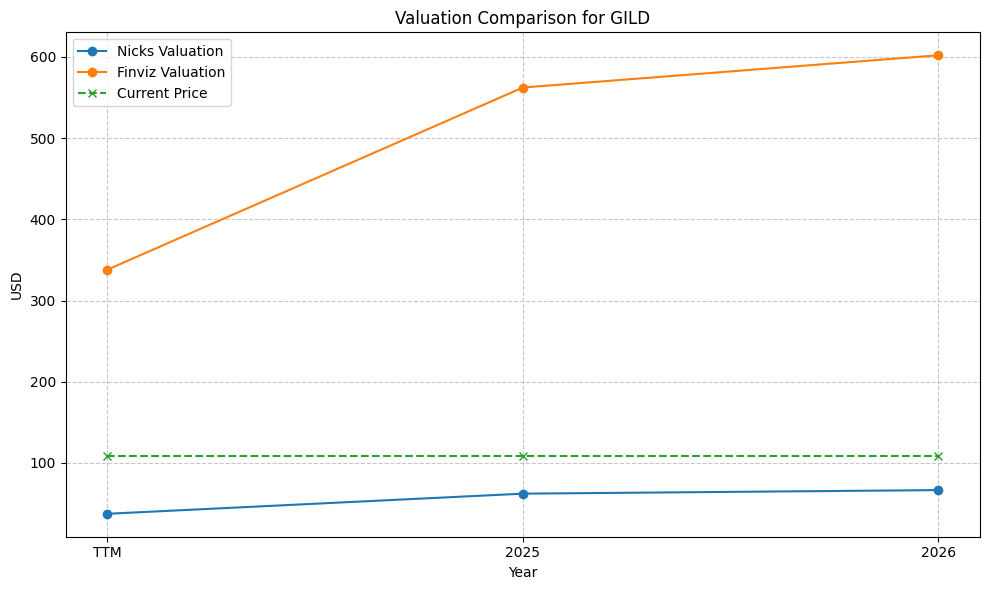 Valuation Comparison for GILD
Nicks Valuation
Finviz Valuation
Current Price
600
500
400
300
200
100
USD
TTM
2025
2026
Year